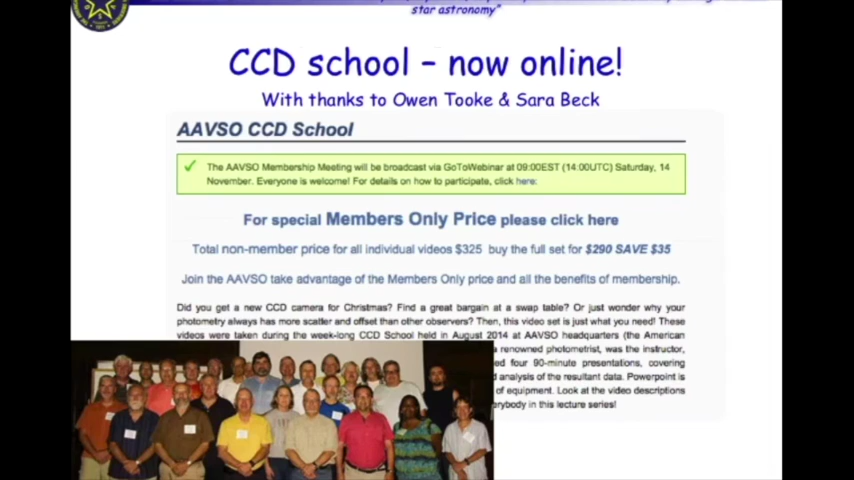 star astronomy"
CCD school – now online!
With thanks to Owen Tooke & Sara Beck
AAVSO CCD School
The AAVSO Membership Meeting will be broadcast via GoToWebinar at 09:00EST (14:00UTC) Saturday, 14
November. Everyone is welcome! For details on how to participate, click here:
For special Members Only Price please click here
Total non-member price for all individual videos $325 buy the full set for $290 SAVE $35
Join the AAVSO take advantage of the Members Only price and all the benefits of membership.
Did you get a new CCD camera for Christmas? Find a great bargain at a swap table? Or just wonder why your
photometry always has more scatter and offset than other observers? Then, this video set is just what you need! These
videos were taken during the week-long CCD School held in August 2014 at AAVSO headquarters (the American
renowned photometrist, was the instructor,
four 90-minute presentations, covering
analysis of the resultant data. Powerpoint is
of equipment. Look at the video descriptions
in this lecture series!